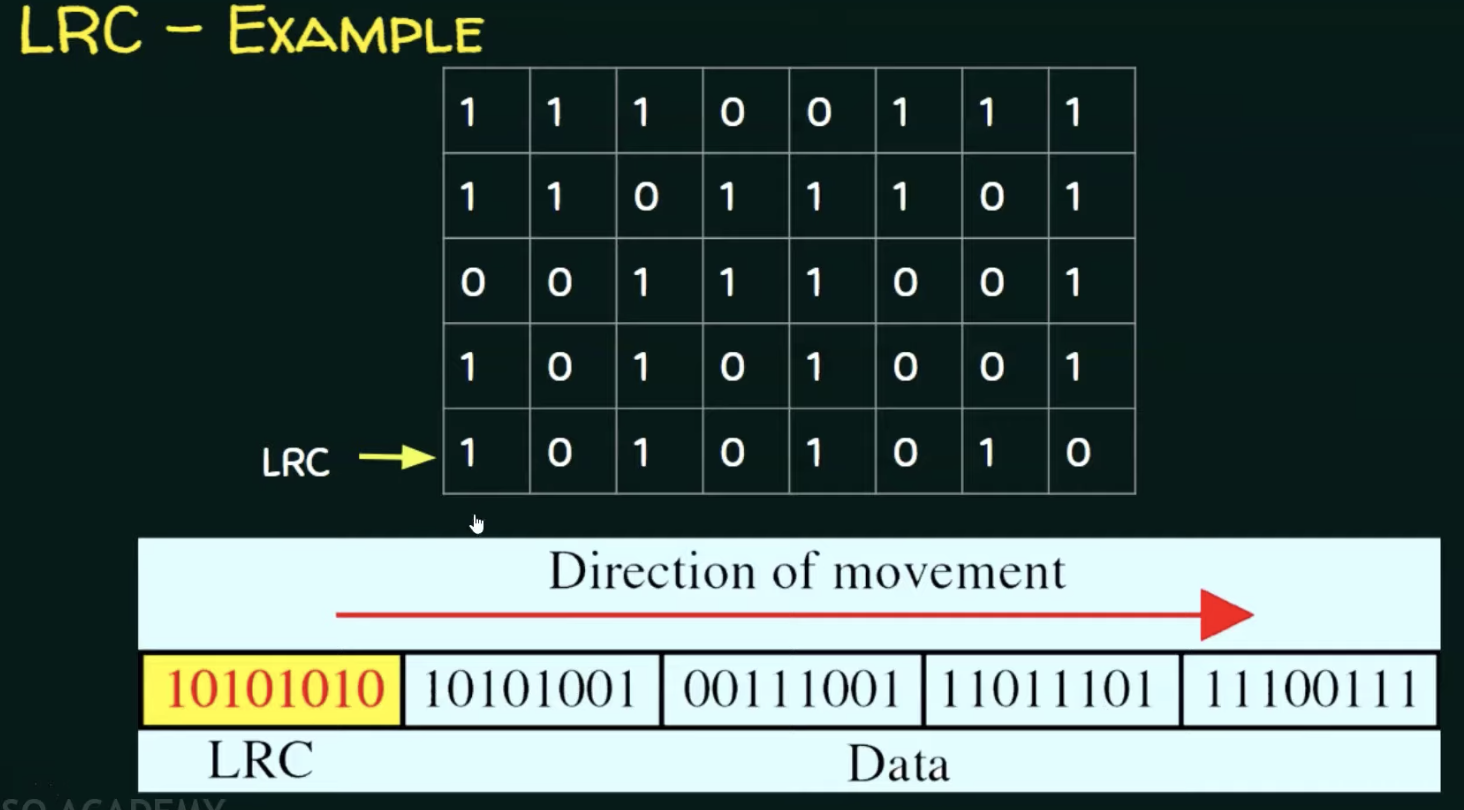 LRC – EXAMPLE
1 1 1 0 0 1 1 1
1 1 0 1 1 1 0 1
0 0 1 1 1 0 0 1
1 0 1 0 1 0 0 1
LRC 1 0 1 0 1 0 1 0
Direction of movement
10101010 10101001 00111001 11011101 11100111
LRC Data
SO ACADEMY